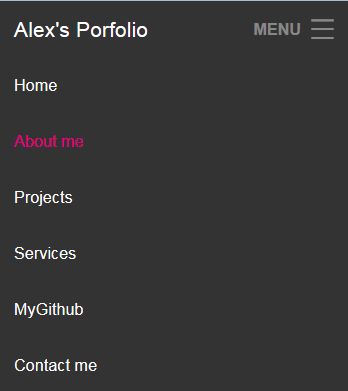 Alex's Porfolio MENU
Home
About me
Projects
Services
MyGithub
Contact me